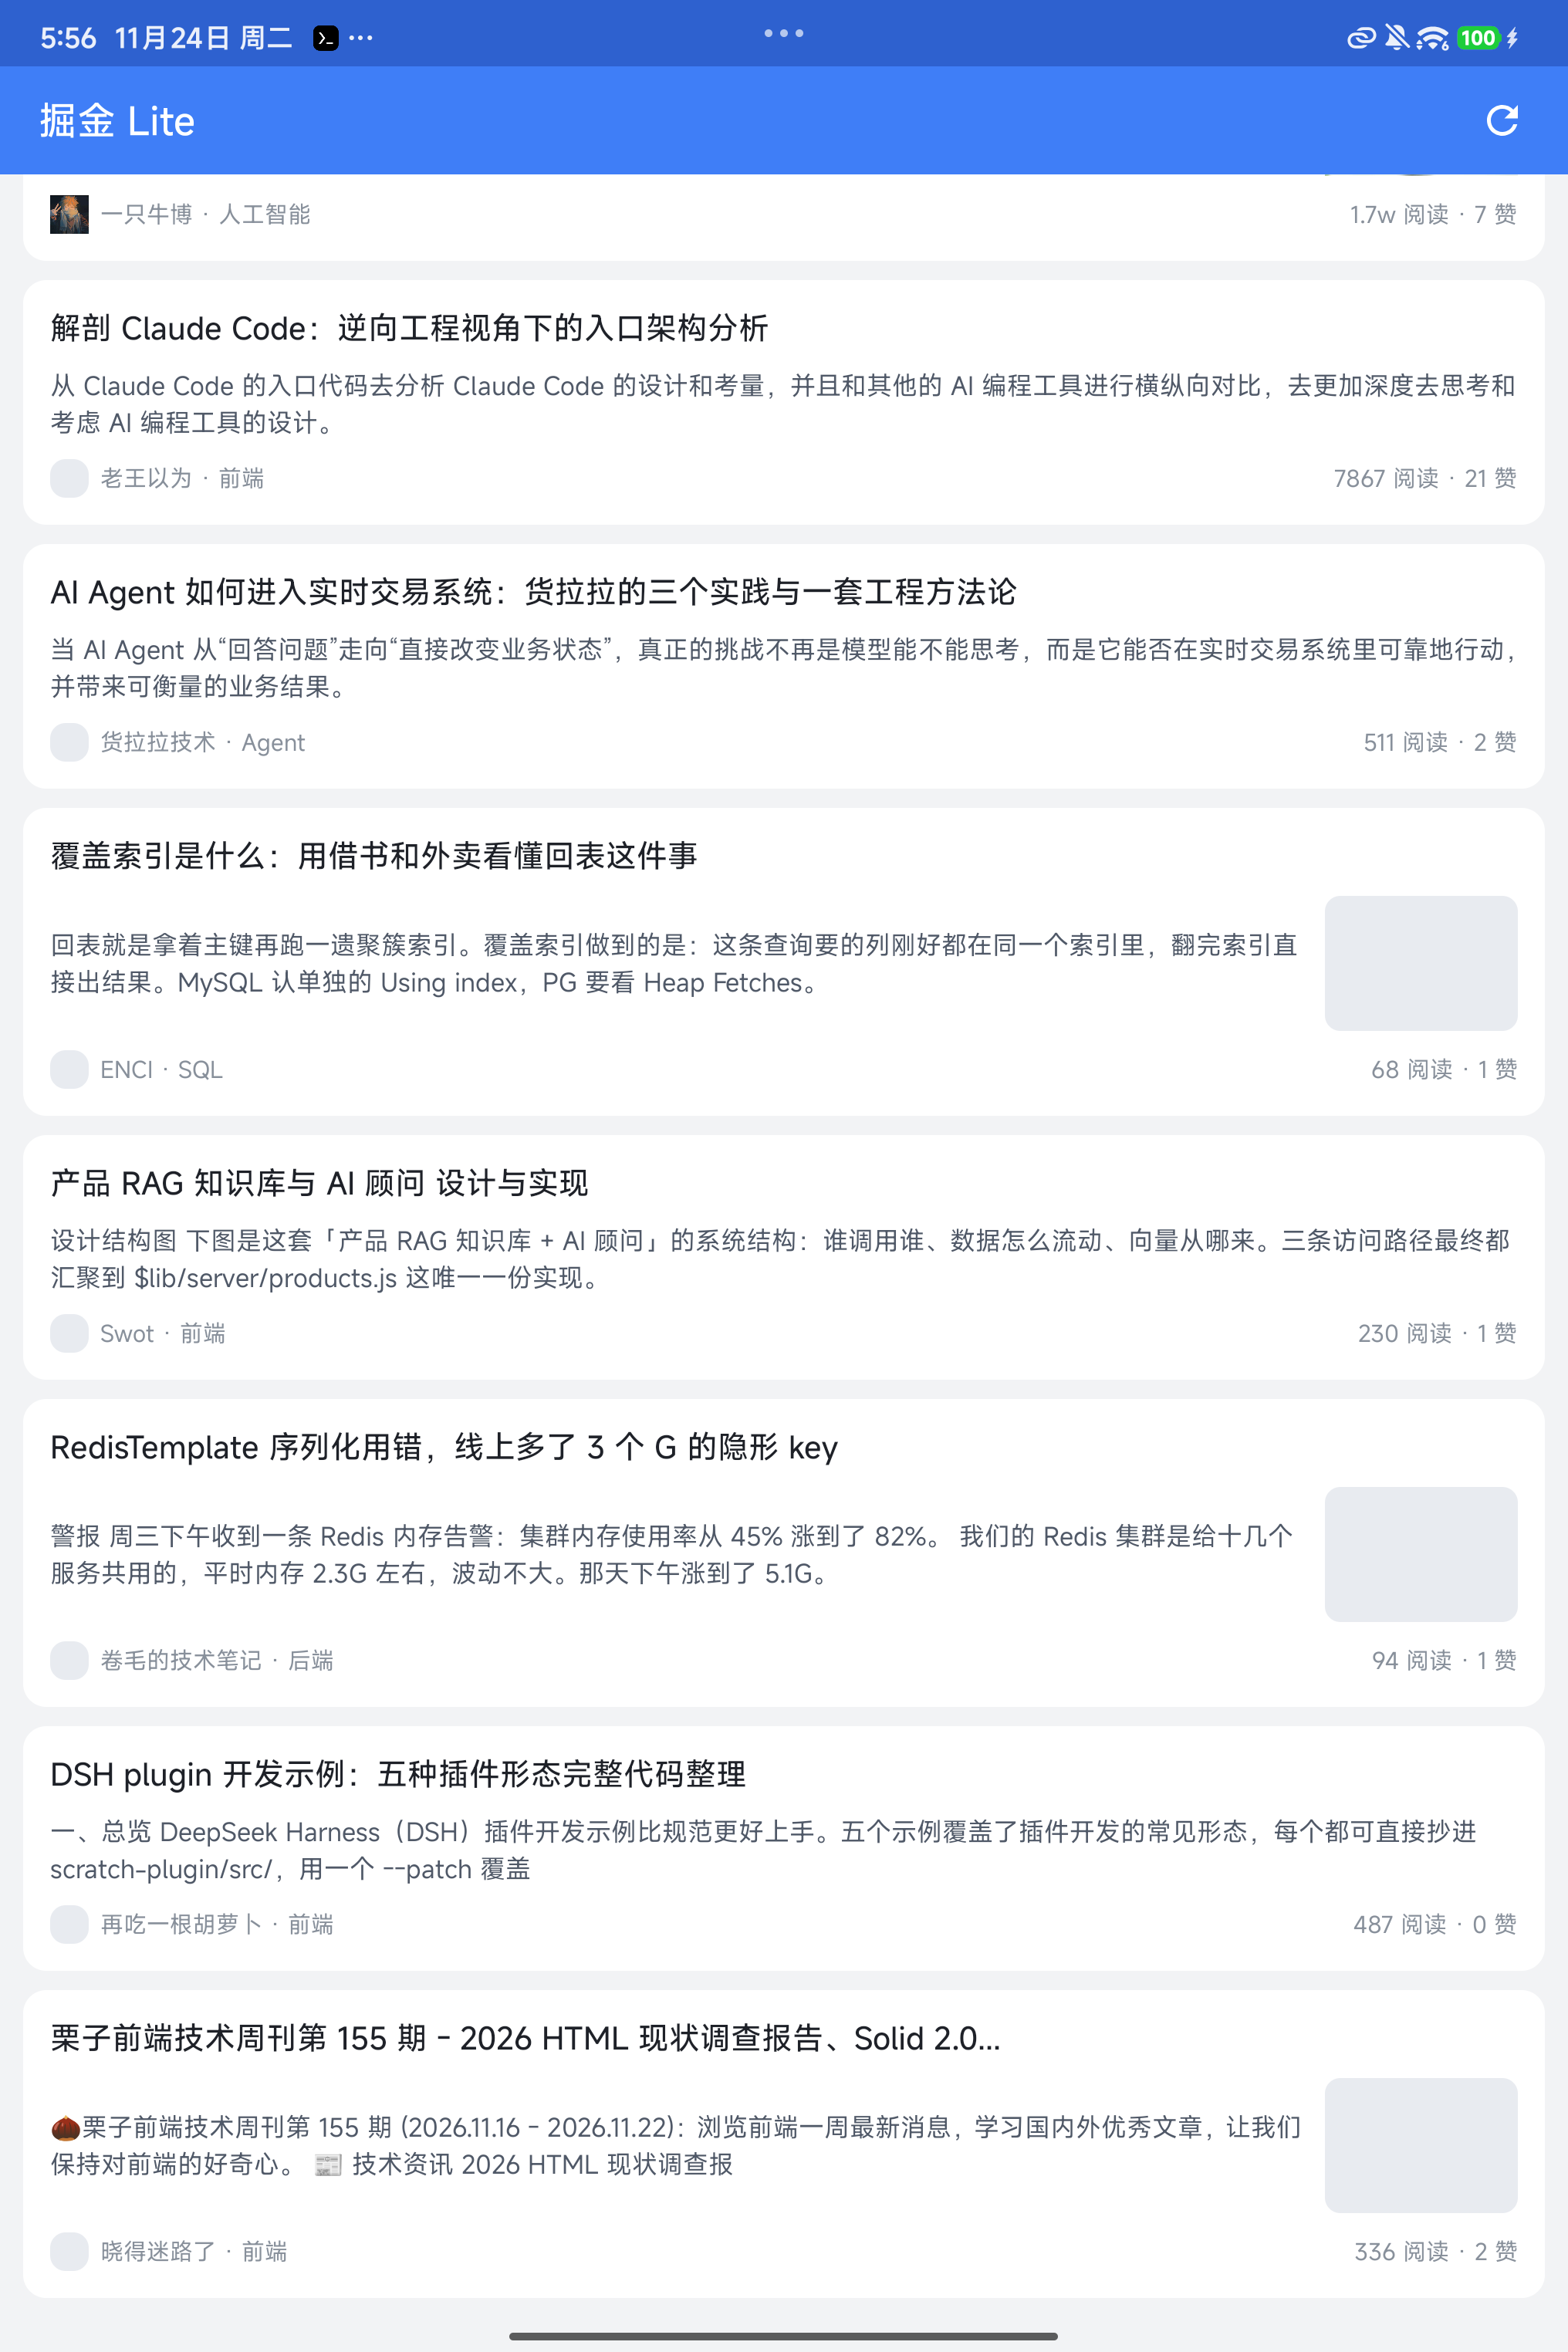 5:56 11月24日 周二
100
掘金 Lite
一只牛博 · 人工智能
1.7w 阅读 · 7 赞
解剖 Claude Code：逆向工程视角下的入口架构分析
从 Claude Code 的入口代码去分析 Claude Code 的设计和考量，并且和其他的 AI 编程工具进行横纵向对比，去更加深度去思考和
考虑 AI 编程工具的设计。
老王以为 · 前端
7867 阅读 · 21 赞
AI Agent 如何进入实时交易系统：货拉拉的三个实践与一套工程方法论
当 AI Agent 从“回答问题”走向“直接改变业务状态”，真正的挑战不再是模型能不能思考，而是它能否在实时交易系统里可靠地行动，
并带来可衡量的业务结果。
货拉拉技术 · Agent
511 阅读 · 2 赞
覆盖索引是什么：用借书和外卖看懂回表这件事
回表就是拿着主键再跑一遗聚簇索引。覆盖索引做到的是：这条查询要的列刚好都在同一个索引里，翻完索引直
接出结果。MySQL 认单独的 Using index，PG 要看 Heap Fetches。
ENCI · SQL
68 阅读 · 1 赞
产品 RAG 知识库与 AI 顾问 设计与实现
设计结构图 下图是这套「产品 RAG 知识库 + AI 顾问」的系统结构：谁调用谁、数据怎么流动、向量从哪来。三条访问路径最终都
汇聚到 $lib/server/products.js 这唯一一份实现。
Swot · 前端
230 阅读 · 1 赞
RedisTemplate 序列化用错，线上多了 3 个 G 的隐形 key
警报 周三下午收到一条 Redis 内存告警：集群内存使用率从 45% 涨到了 82%。 我们的 Redis 集群是给十几个
服务共用的，平时内存 2.3G 左右，波动不大。那天下午涨到了 5.1G。
卷毛的技术笔记 · 后端
94 阅读 · 1 赞
DSH plugin 开发示例：五种插件形态完整代码整理
一、总览 DeepSeek Harness（DSH）插件开发示例比规范更好上手。五个示例覆盖了插件开发的常见形态，每个都可直接抄进
scratch-plugin/src/，用一个 --patch 覆盖
再吃一根胡萝卜 · 前端
487 阅读 · 0 赞
栗子前端技术周刊第 155 期 - 2026 HTML 现状调查报告、Solid 2.0...
🌰栗子前端技术周刊第 155 期 (2026.11.16 - 2026.11.22)：浏览前端一周最新消息，学习国内外优秀文章，让我们
保持对前端的好奇心。 📰 技术资讯 2026 HTML 现状调查报
晓得迷路了 · 前端
336 阅读 · 2 赞